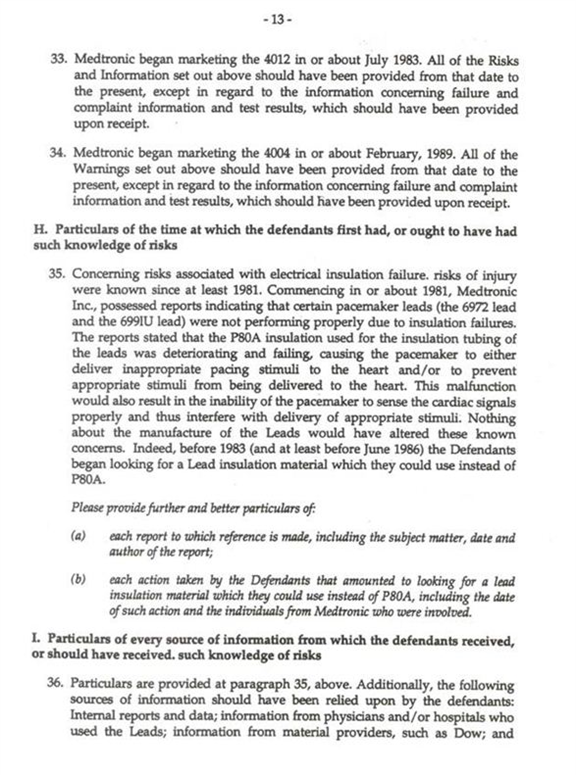 - 13 -
33. Medtronic began marketing the 4012 in or about July 1983. All of the Risks
and Information set out above should have been provided from that date to
the present, except in regard to the information concerning failure and
complaint information and test results, which should have been provided
upon receipt.
34. Medtronic began marketing the 4004 in or about February, 1989. All of the
Warnings set out above should have been provided from that date to the
present, except in regard to the information concerning failure and complaint
information and test results, which should have been provided upon receipt.
H. Particulars of the time at which the defendants first had, or ought to have had
such knowledge of risks
35. Concerning risks associated with electrical insulation failure. risks of injury
were known since at least 1981. Commencing in or about 1981, Medtronic
Inc., possessed reports indicating that certain pacemaker leads (the 6972 lead
and the 699IU lead) were not performing properly due to insulation failures.
The reports stated that the P80A insulation used for the insulation tubing of
the leads was deteriorating and failing, causing the pacemaker to either
deliver inappropriate pacing stimuli to the heart and/or to prevent
appropriate stimuli from being delivered to the heart. This malfunction
would also result in the inability of the pacemaker to sense the cardiac signals
properly and thus interfere with delivery of appropriate stimuli. Nothing
about the manufacture of the Leads would have altered these known
concerns. Indeed, before 1983 (and at least before June 1986) the Defendants
began looking for a Lead insulation material which they could use instead of
P80A.
Please provide further and better particulars of:
(a) each report to which reference is made, including the subject matter, date and
author of the report;
(b) each action taken by the Defendants that amounted to looking for a lead
insulation material which they could use instead of P80A, including the date
of such action and the individuals from Medtronic who were involved.
I. Particulars of every source of information from which the defendants received,
or should have received. such knowledge of risks
36. Particulars are provided at paragraph 35, above. Additionally, the following
sources of information should have been relied upon by the defendants:
Internal reports and data; information from physicians and/or hospitals who
used the Leads; information from material providers, such as Dow; and